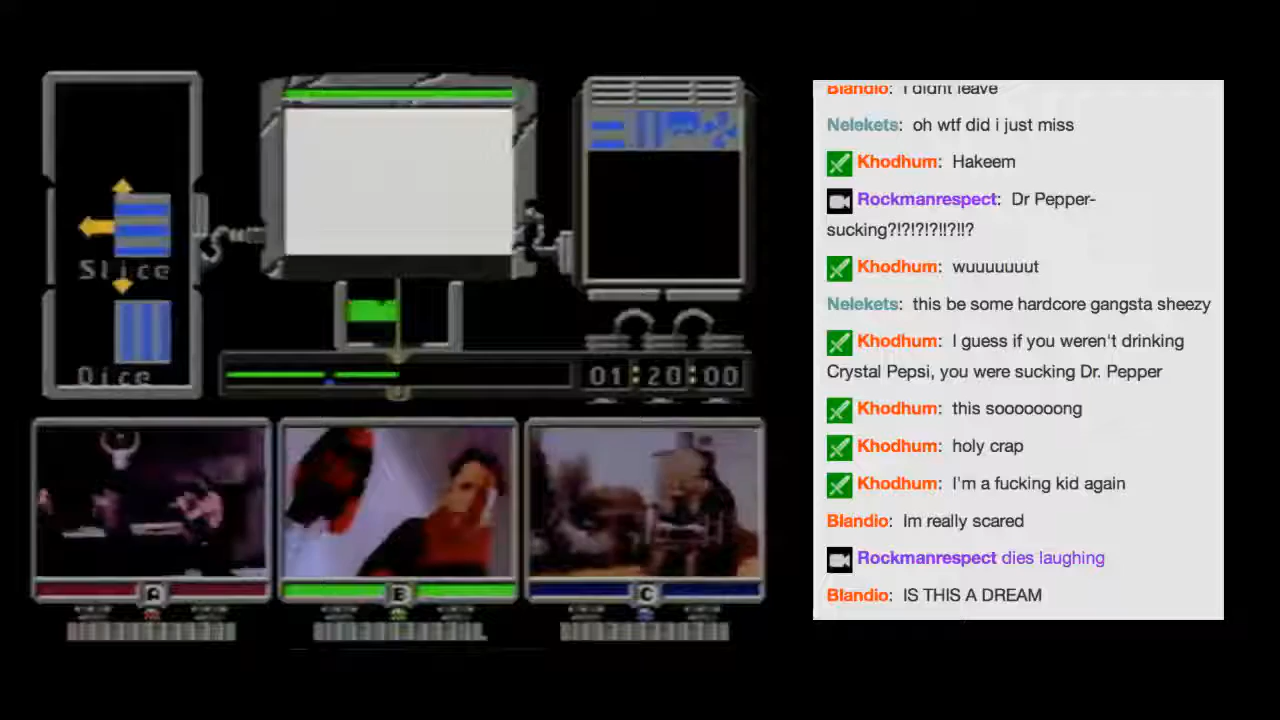 Slice
Dice
01:20:00
A
B
C
Blandio: I didnt leave
Nelekets: oh wtf did i just miss
Khodhum: Hakeem
Rockmanrespect: Dr Pepper-
sucking?!?!?!?!!?!!?
Khodhum: wuuuuuuut
Nelekets: this be some hardcore gangsta sheezy
Khodhum: I guess if you weren't drinking
Crystal Pepsi, you were sucking Dr. Pepper
Khodhum: this sooooooong
Khodhum: holy crap
Khodhum: I'm a fucking kid again
Blandio: Im really scared
Rockmanrespect dies laughing
Blandio: IS THIS A DREAM